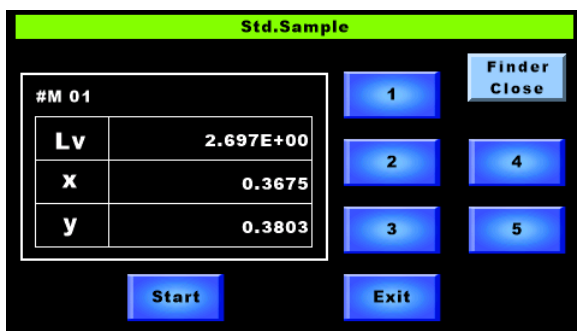 Std.Sample
Finder
Close
#M 01
1
Lv 2.697E+00
2
4
x 0.3675
y 0.3803
3
5
Start
Exit